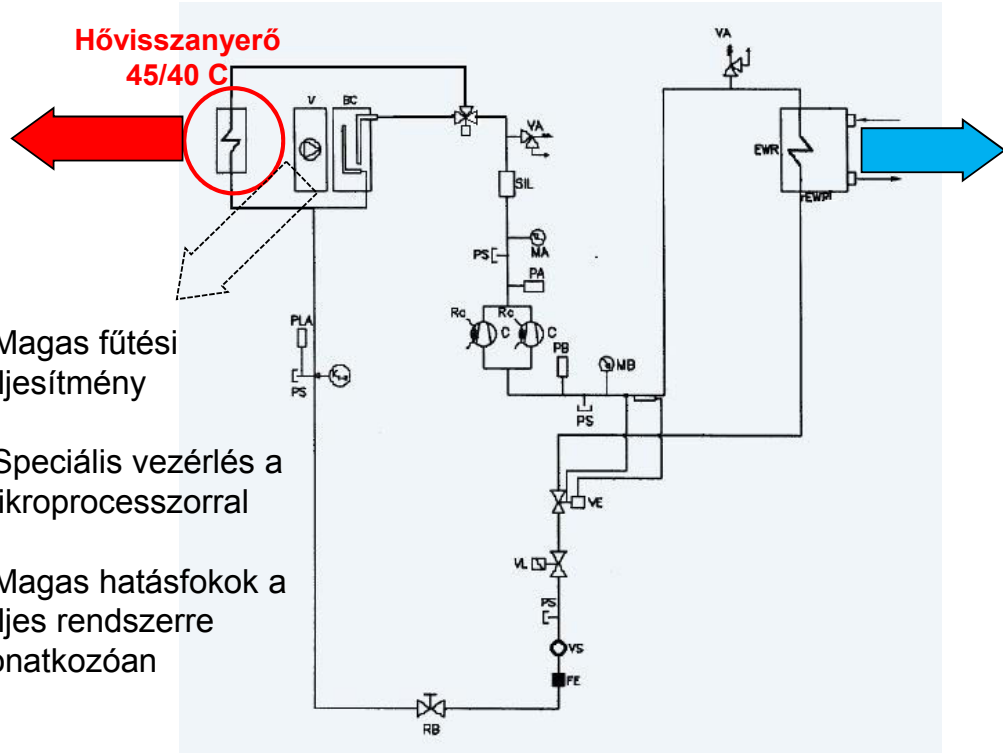 Hővisszanyerő
45/40 C
V
BC
VA
VA
EWR
SIL
PS
MA
PA
Rc
C
Rc
C
PLA
PS
PB
MB
PS
Magas fűtési
ljesítmény
Speciális vezérlés a
ikroprocesszorral
VE
VL
PS
Magas hatásfokok a
ljes rendszerre
onatkozóan
VS
FE
RB